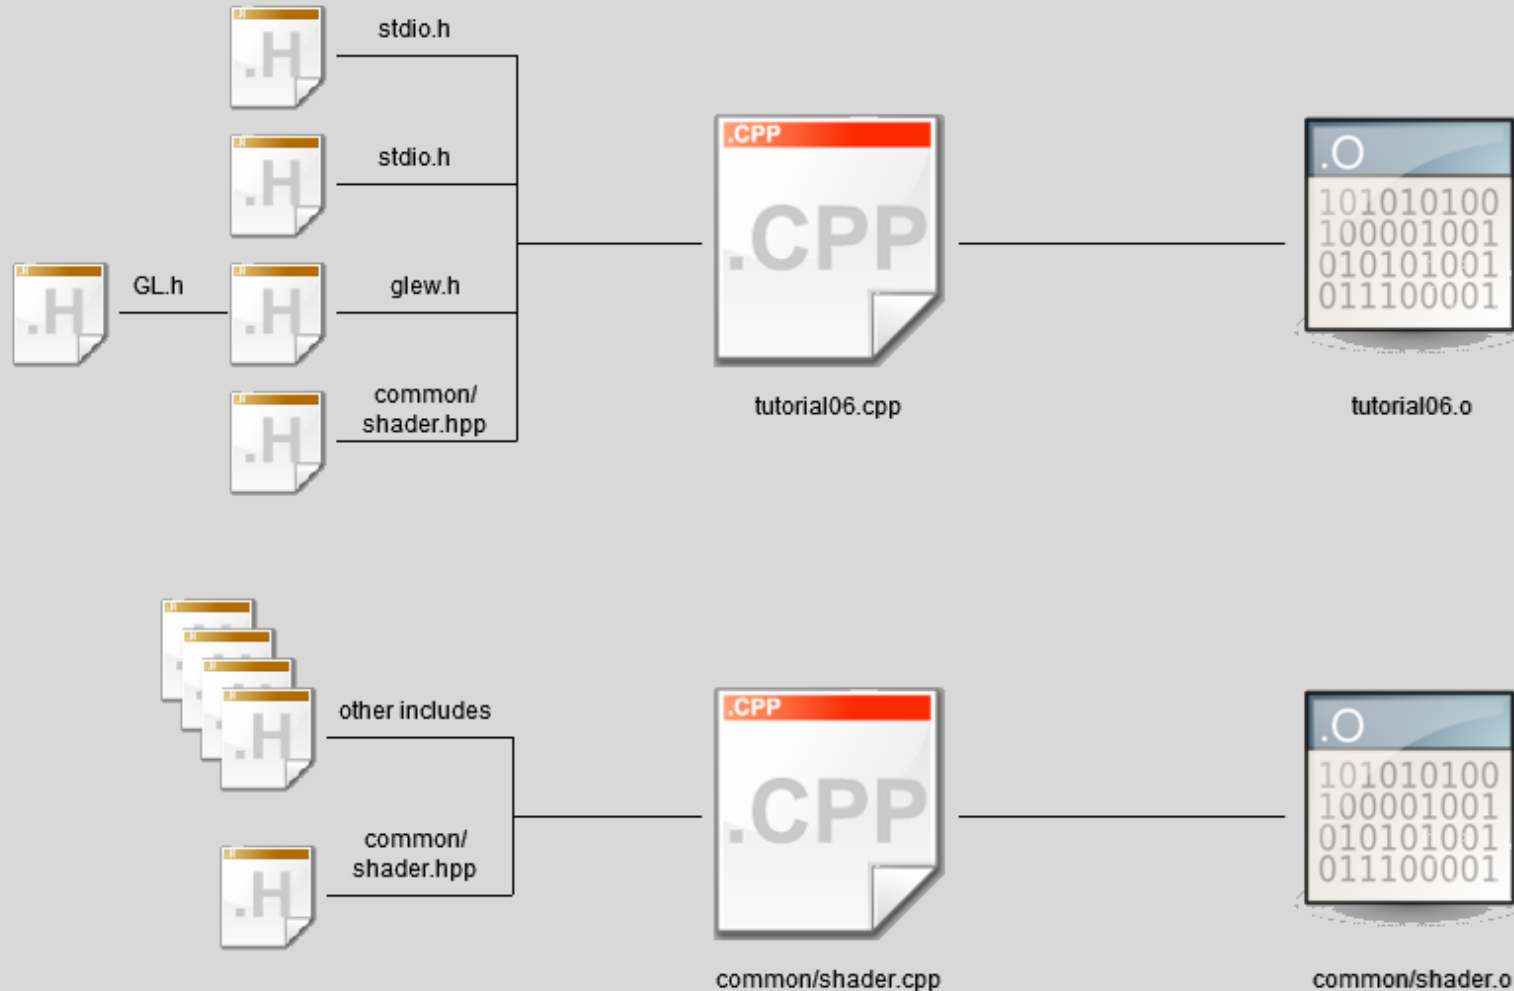 stdio.h
.H
stdio.h
.H
GL.h
.H
glew.h
.H
common/
shader.hpp
.H
.CPP
.CPP
tutorial06.cpp
.O
101010100
100001001
010101001
011100001
tutorial06.o
other includes
.H
common/
shader.hpp
.H
.CPP
.CPP
common/shader.cpp
.O
101010100
100001001
010101001
011100001
common/shader.o